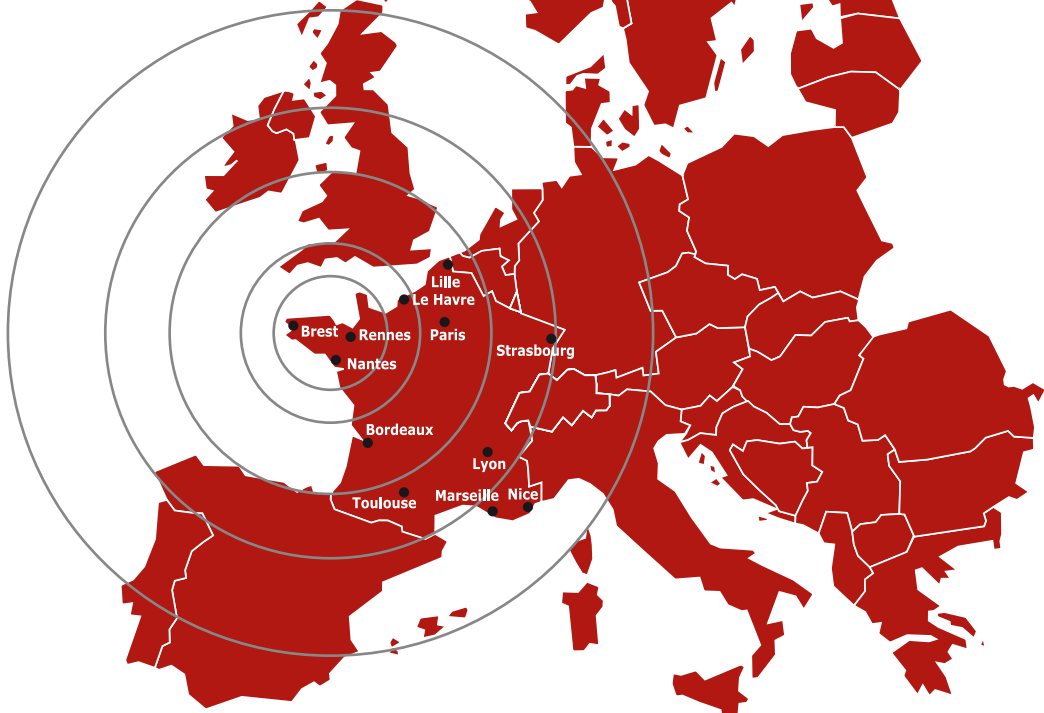 Lille
Le Havre
Brest
Rennes
Paris
Strasbourg
Nantes
Bordeaux
Lyon
Toulouse
Marseille
Nice